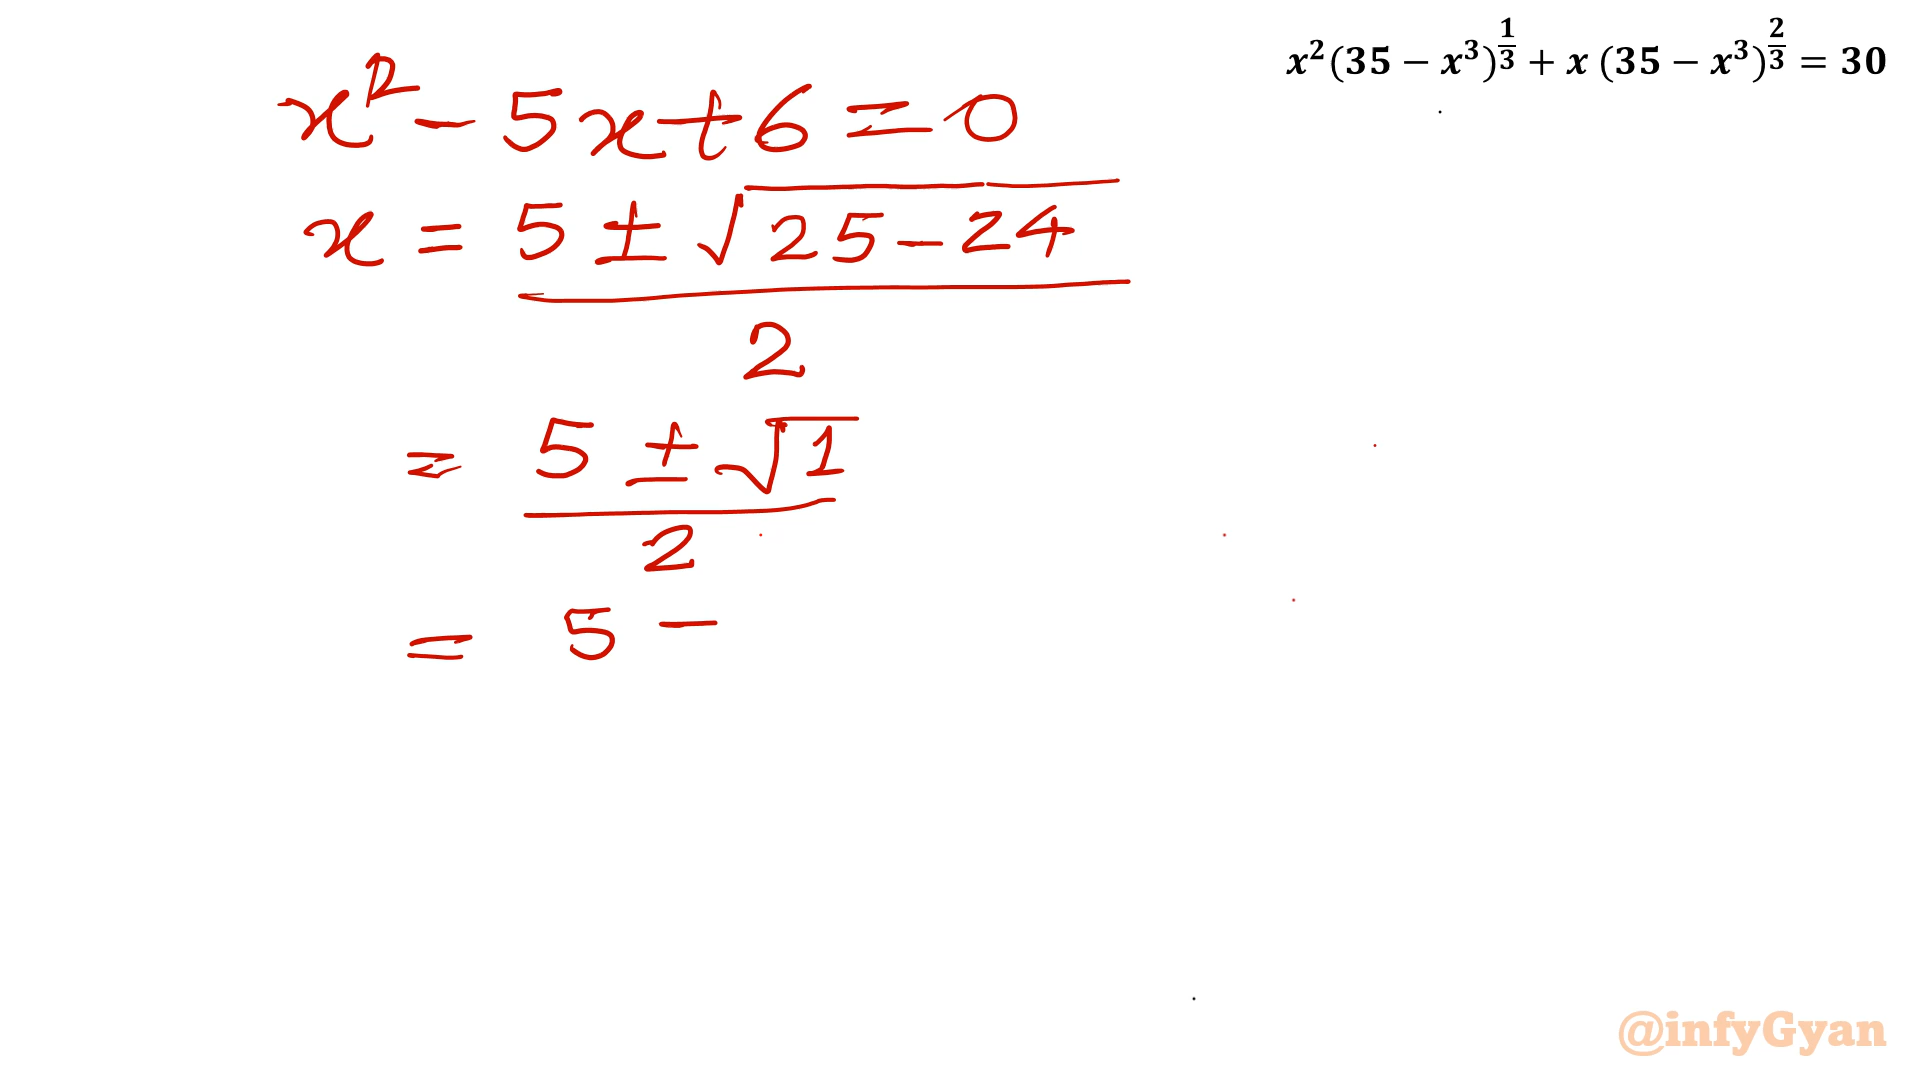 x²(35 − x³)^(1/3) + x (35 − x³)^(2/3) = 30
x² − 5x + 6 = 0
x = (5 ± √(25 − 24)) / 2
= (5 ± √1) / 2
= 5 −
@infyGyan